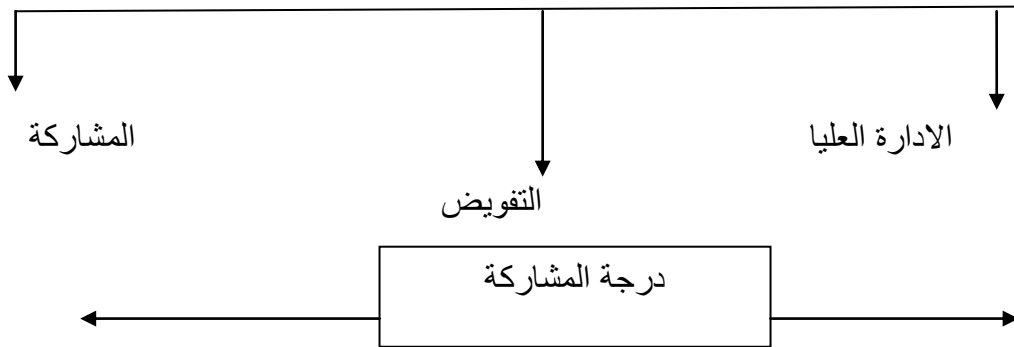 الادارة العليا
المشاركة
التفويض
درجة المشاركة